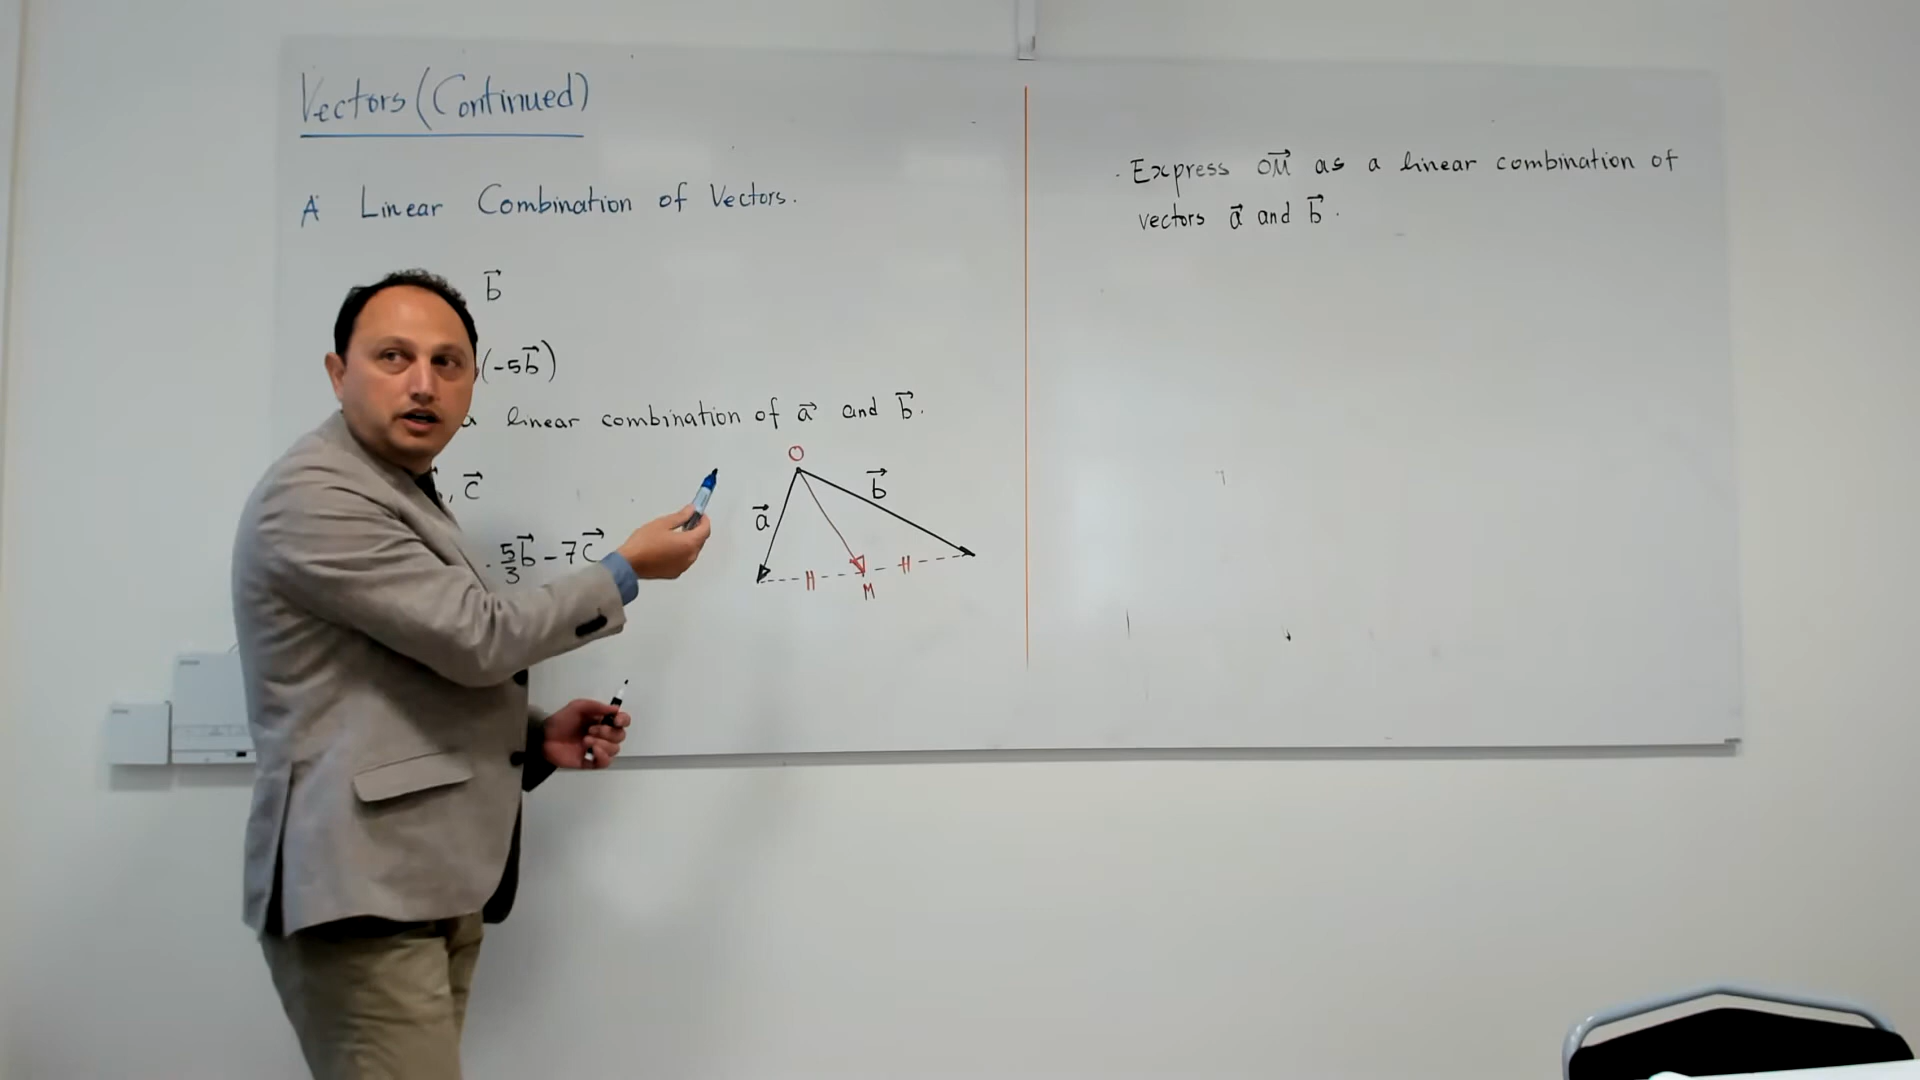 Vectors (Continued)
A Linear Combination of Vectors.
b⃗
(-5b⃗)
a linear combination of a⃗ and b⃗.
, c⃗
5/3 b⃗ - 7c⃗
O
a⃗
b⃗
M
· Express OM⃗ as a linear combination of
vectors a⃗ and b⃗.